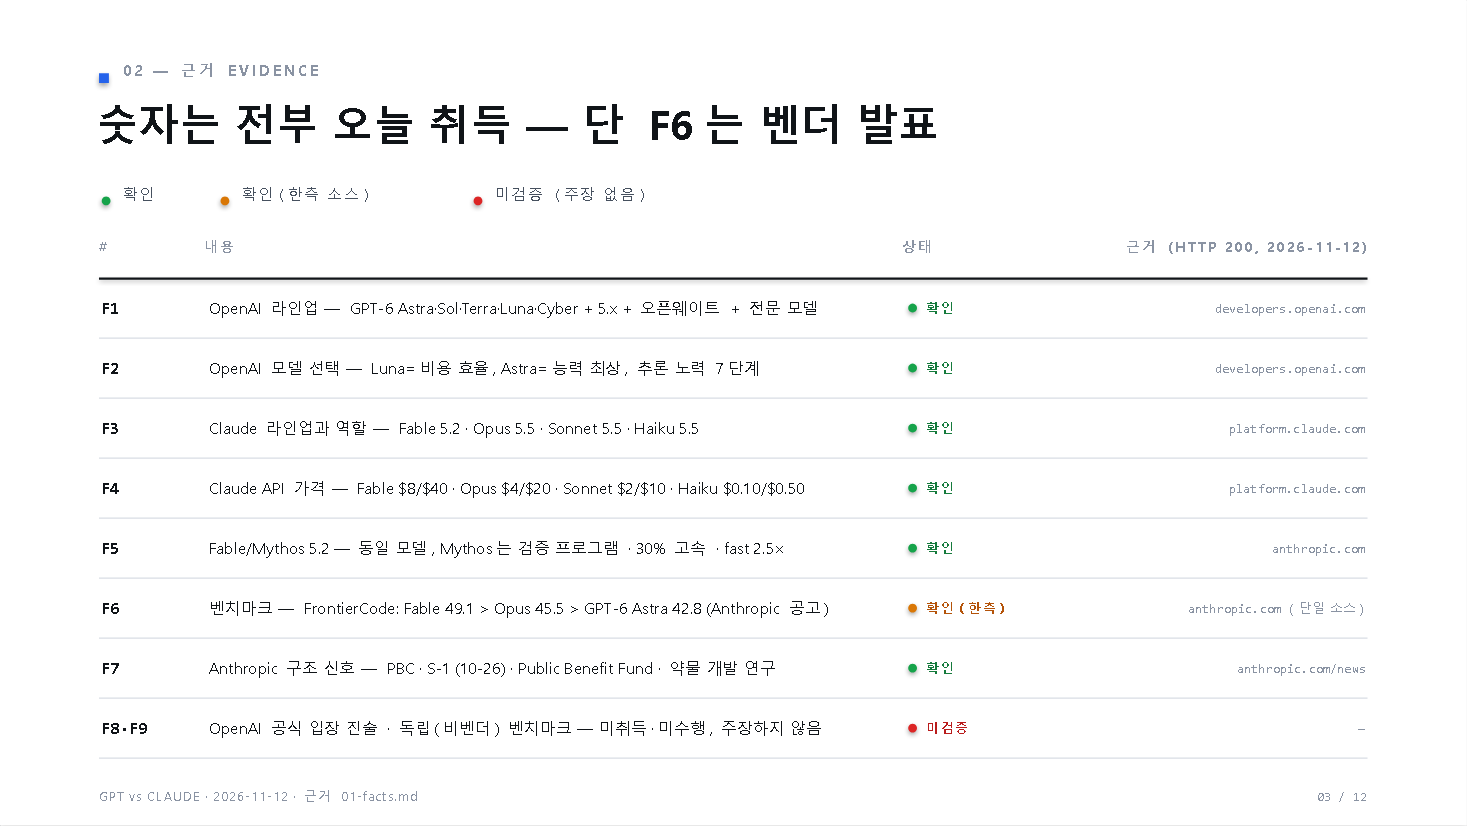 02 — 근거 EVIDENCE
숫자는 전부 오늘 취득 — 단 F6 는 벤더 발표
확인 확인 (한측 소스) 미검증 (주장 없음)
# 내용 상태 근거 (HTTP 200, 2026-11-12)
F1 OpenAI 라인업 — GPT-6 Astra·Sol·Terra·Luna·Cyber + 5.x + 오픈웨이트 + 전문 모델 확인 developers.openai.com
F2 OpenAI 모델 선택 — Luna= 비용 효율, Astra= 능력 최상, 추론 노력 7 단계 확인 developers.openai.com
F3 Claude 라인업과 역할 — Fable 5.2 · Opus 5.5 · Sonnet 5.5 · Haiku 5.5 확인 platform.claude.com
F4 Claude API 가격 — Fable $8/$40 · Opus $4/$20 · Sonnet $2/$10 · Haiku $0.10/$0.50 확인 platform.claude.com
F5 Fable/Mythos 5.2 — 동일 모델, Mythos 는 검증 프로그램 · 30% 고속 · fast 2.5× 확인 anthropic.com
F6 벤치마크 — FrontierCode: Fable 49.1 > Opus 45.5 > GPT-6 Astra 42.8 (Anthropic 공고) 확인 (한측) anthropic.com (단일 소스)
F7 Anthropic 구조 신호 — PBC · S-1 (10-26) · Public Benefit Fund · 약물 개발 연구 확인 anthropic.com/news
F8·F9 OpenAI 공식 입장 진술 · 독립(비벤더) 벤치마크 — 미취득·미수행, 주장하지 않음 미검증 –
GPT vs CLAUDE · 2026-11-12 · 근거 01-facts.md 03 / 12